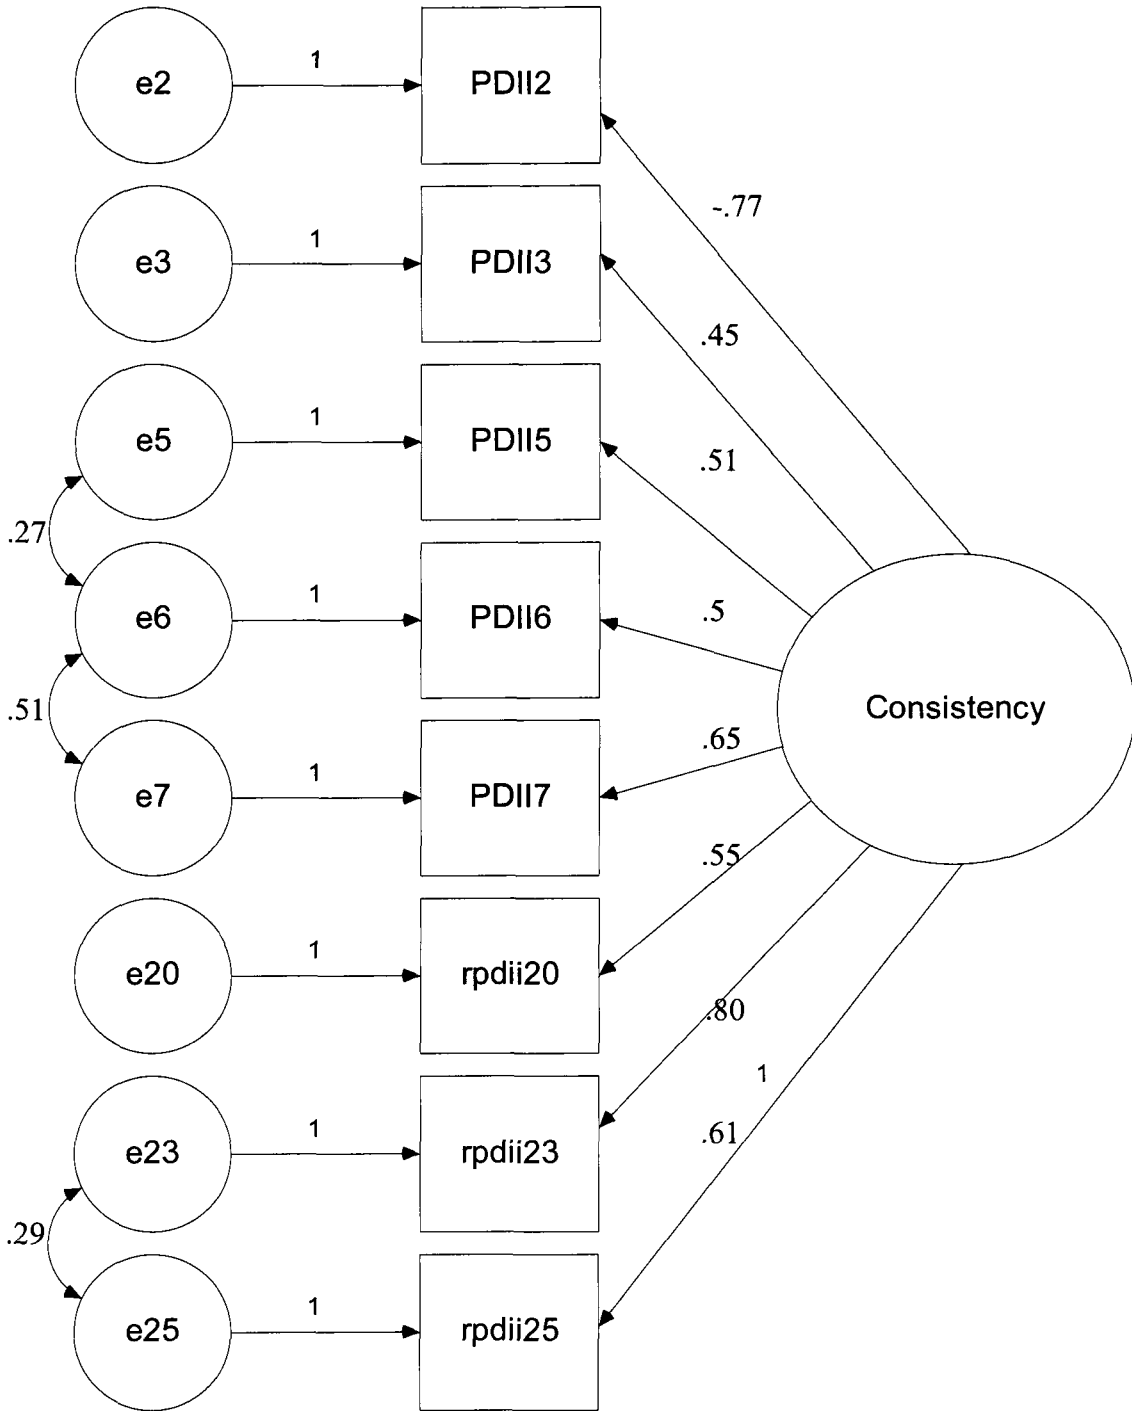 e2 1 PDII2
-.77
e3 1 PDII3
.45
e5 1 PDII5
.51
.27
e6 1 PDII6
.5
Consistency
.51
.65
e7 1 PDII7
.55
e20 1 rpdii20
.80
1
e23 1 rpdii23
.61
.29
e25 1 rpdii25